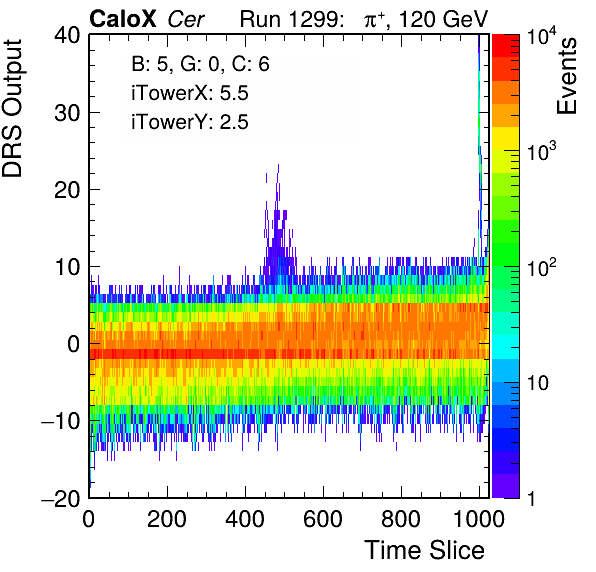 CaloX Cer Run 1299: π⁺, 120 GeV
B: 5, G: 0, C: 6
iTowerX: 5.5
iTowerY: 2.5
DRS Output
40
30
20
10
0
−10
−20
0 200 400 600 800 1000
Time Slice
Events
10⁴
10³
10²
10
1